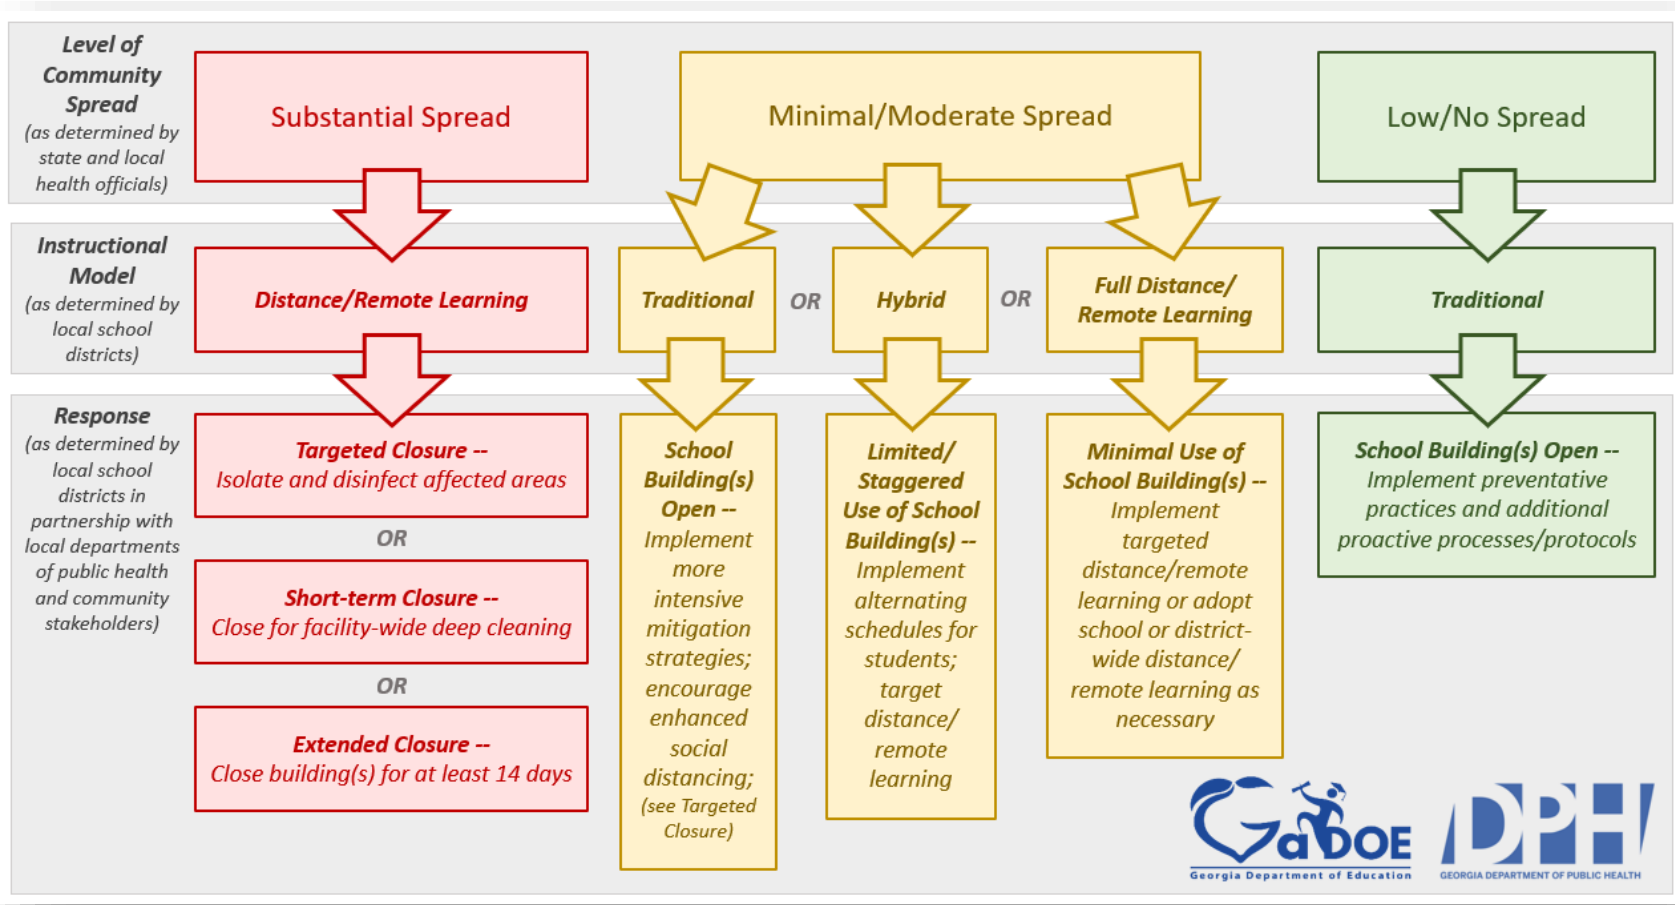 Level of
Community
Spread
(as determined by
state and local
health officials)
Substantial Spread
Minimal/Moderate Spread
Low/No Spread
Instructional
Model
(as determined by
local school
districts)
Distance/Remote Learning
Traditional
OR
Hybrid
OR
Full Distance/
Remote Learning
Traditional
Response
(as determined by
local school
districts in
partnership with
local departments
of public health
and community
stakeholders)
Targeted Closure --
Isolate and disinfect affected areas
OR
Short-term Closure --
Close for facility-wide deep cleaning
OR
Extended Closure --
Close building(s) for at least 14 days
School
Building(s)
Open --
Implement
more
intensive
mitigation
strategies;
encourage
enhanced
social
distancing;
(see Targeted
Closure)
Limited/
Staggered
Use of School
Building(s) --
Implement
alternating
schedules for
students;
target
distance/
remote
learning
Minimal Use of
School Building(s) --
Implement
targeted
distance/remote
learning or adopt
school or district-
wide distance/
remote learning as
necessary
School Building(s) Open --
Implement preventative
practices and additional
proactive processes/protocols
GaDOE
Georgia Department of Education
DPH
GEORGIA DEPARTMENT OF PUBLIC HEALTH